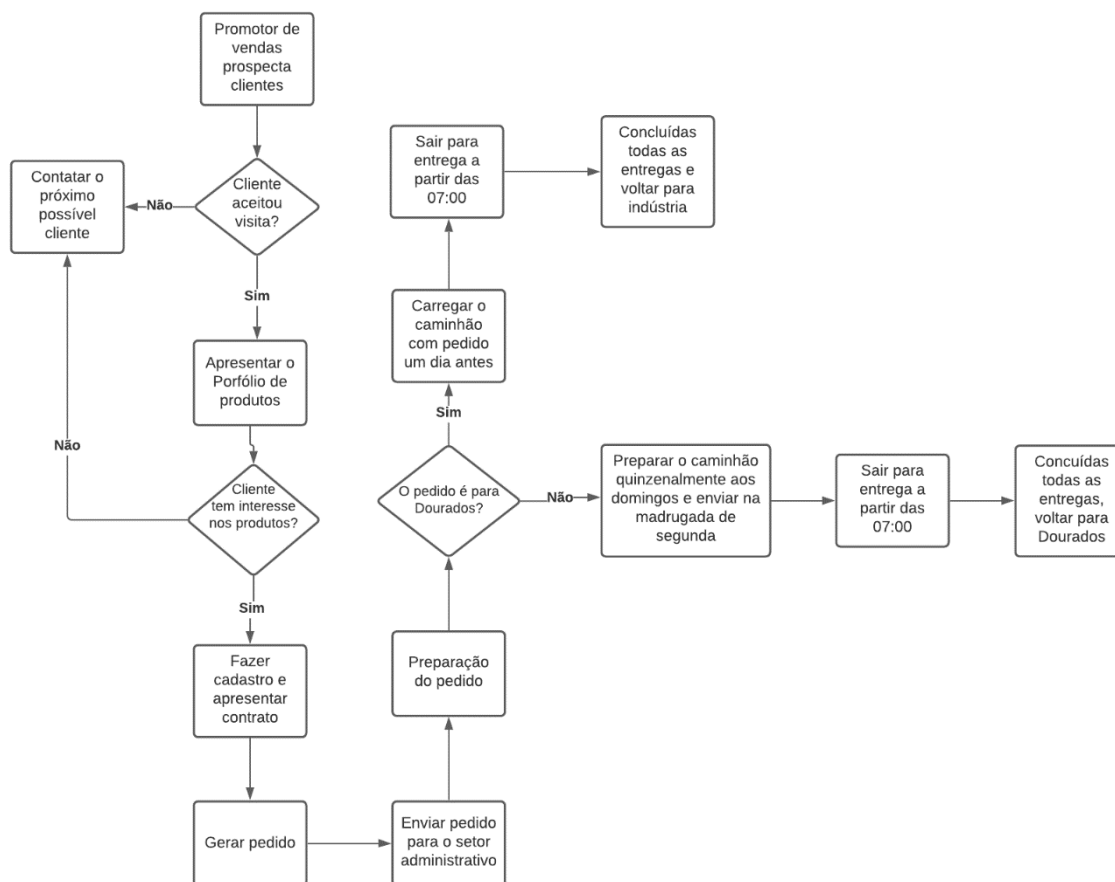 Promotor de
vendas
prospecta
clientes
Cliente
aceitou
visita?
Não
Contatar o
próximo
possível
cliente
Sim
Apresentar o
Porfólio de
produtos
Cliente
tem interesse
nos produtos?
Não
Sim
Fazer
cadastro e
apresentar
contrato
Gerar pedido
Enviar pedido
para o setor
administrativo
Preparação
do pedido
O pedido é para
Dourados?
Sim
Carregar o
caminhão
com pedido
um dia antes
Sair para
entrega a
partir das
07:00
Concluídas
todas as
entregas e
voltar para
indústria
Não
Preparar o caminhão
quinzenalmente aos
domingos e enviar na
madrugada de
segunda
Sair para
entrega a
partir das
07:00
Concuídas
todas as
entregas,
voltar para
Dourados